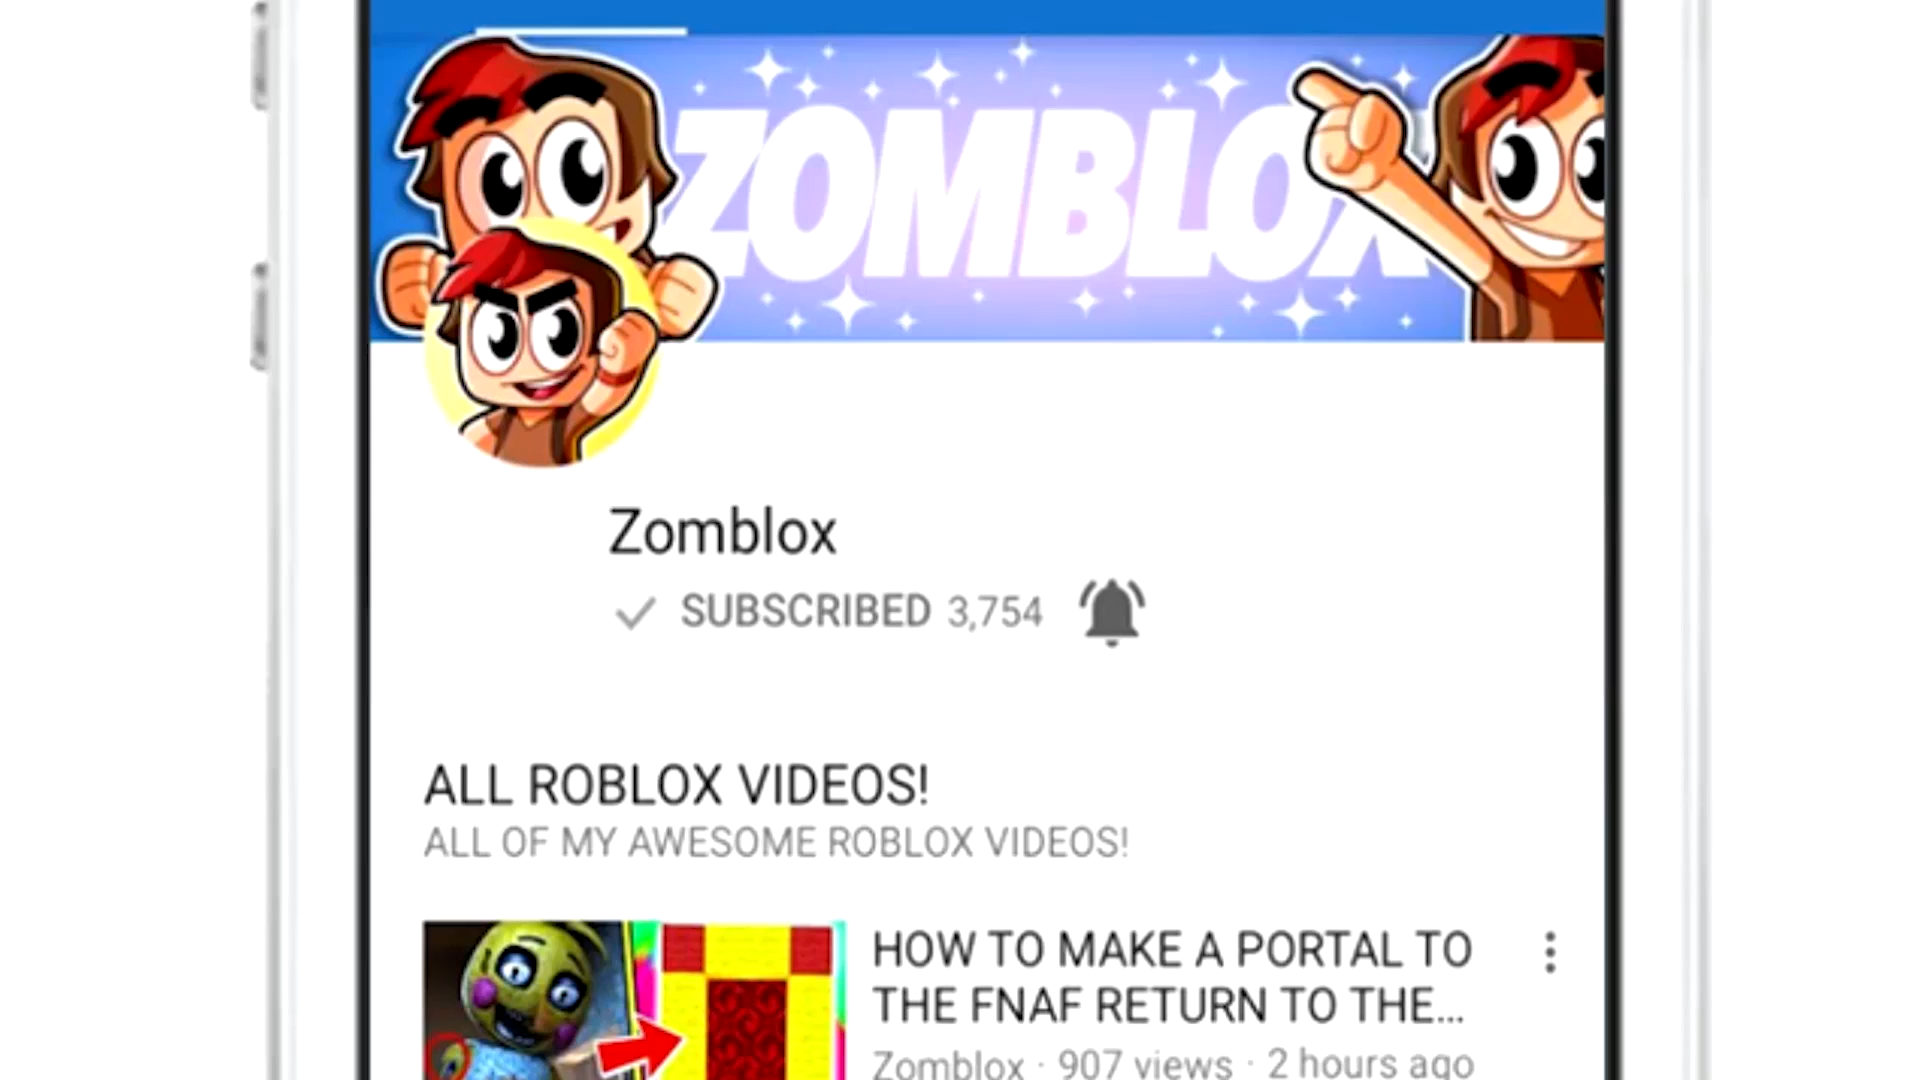 ZOMBLOX
Zomblox
SUBSCRIBED 3,754
ALL ROBLOX VIDEOS!
ALL OF MY AWESOME ROBLOX VIDEOS!
HOW TO MAKE A PORTAL TO
THE FNAF RETURN TO THE...
Zomblox · 907 views · 2 hours ago